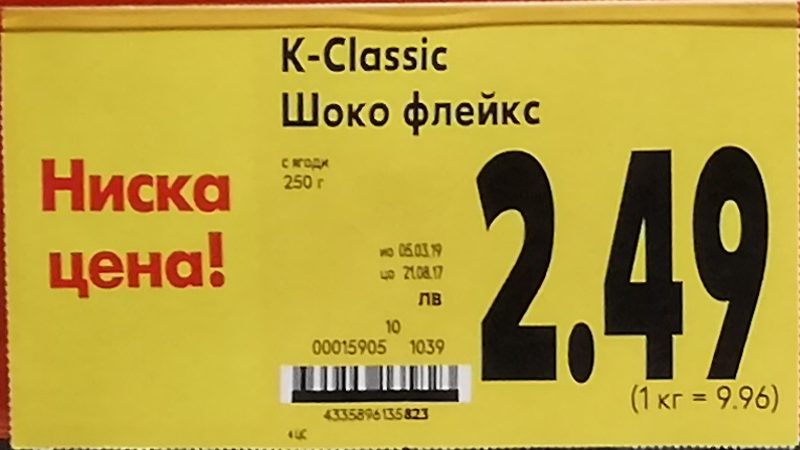 K-Classic
Шоко флейкс
с ягоди
250 г
Ниска
цена!
2.49
ио 05.03.19
цо 21.08.17
лв
10
00015905 1039
(1 кг = 9.96)
4335896135823